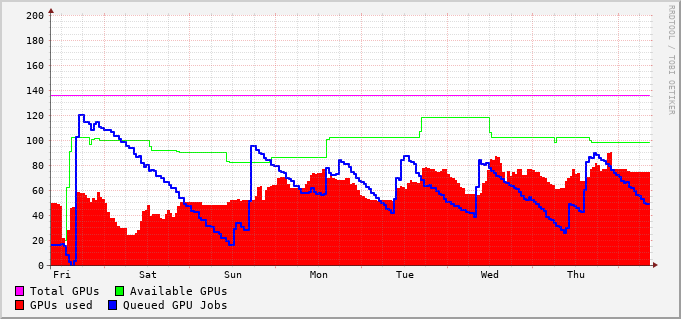 200
180
160
140
120
100
80
60
40
20
0
Fri Sat Sun Mon Tue Wed Thu
Total GPUs Available GPUs
GPUs used Queued GPU Jobs
RRDTOOL / TOBI OETIKER